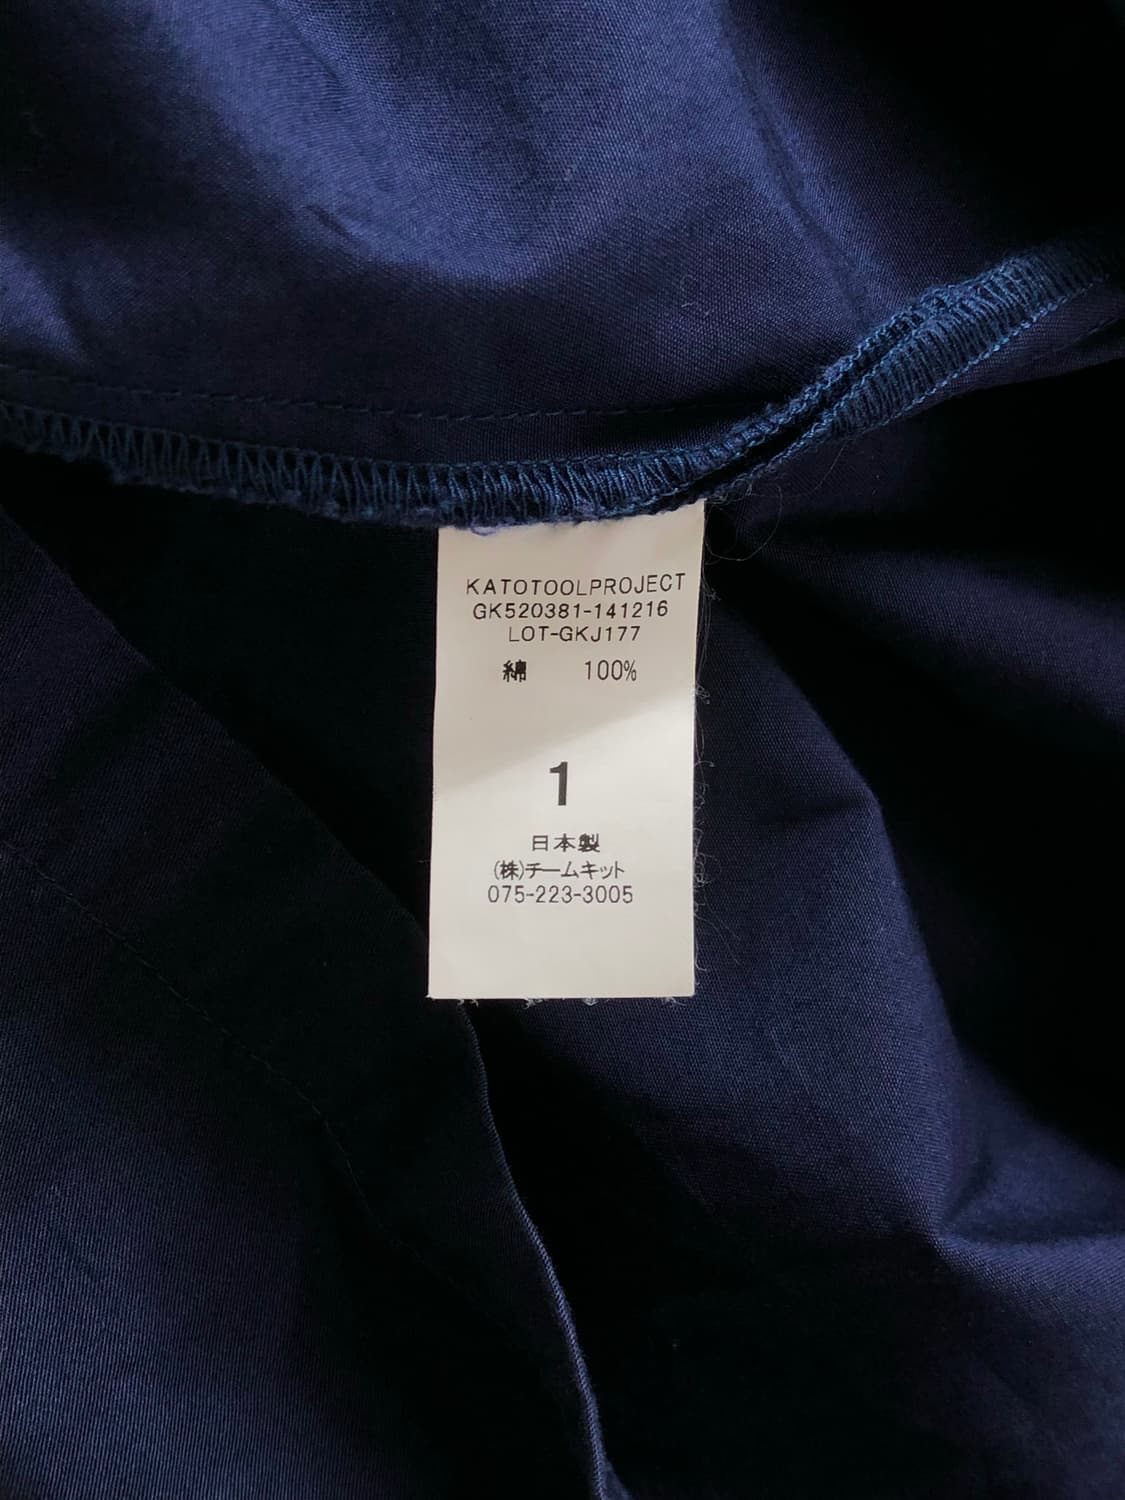 KATOTOOLPROJECT
GK520381-141216
LOT-GKJ177
綿 100%
1
日本製
(株)チームキット
075-223-3005